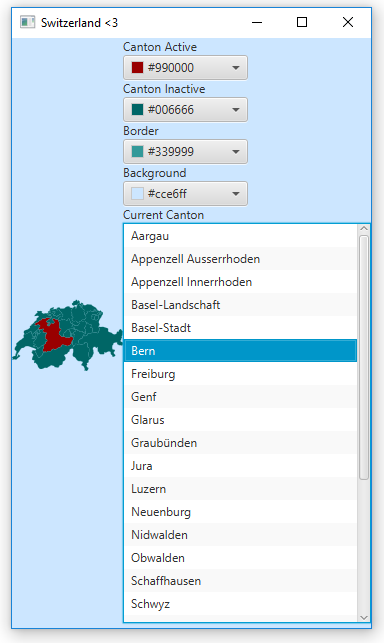 Switzerland <3
Canton Active
#990000
Canton Inactive
#006666
Border
#339999
Background
#cce6ff
Current Canton
Aargau
Appenzell Ausserrhoden
Appenzell Innerrhoden
Basel-Landschaft
Basel-Stadt
Bern
Freiburg
Genf
Glarus
Graubünden
Jura
Luzern
Neuenburg
Nidwalden
Obwalden
Schaffhausen
Schwyz